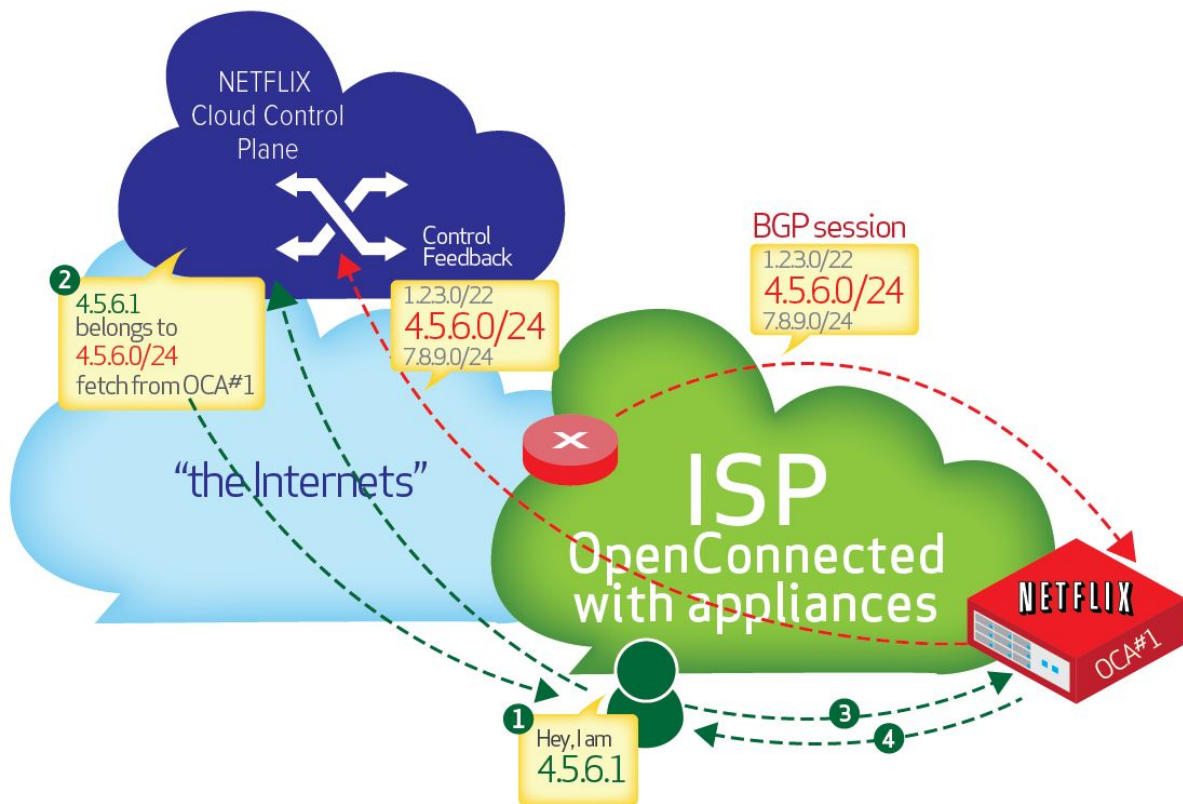 NETFLIX
Cloud Control
Plane
Control
Feedback
BGP session
1.2.3.0/22
4.5.6.0/24
7.8.9.0/24
2
4.5.6.1
belongs to
4.5.6.0/24
fetch from OCA#1
1.2.3.0/22
4.5.6.0/24
7.8.9.0/24
X
“the Internets”
ISP
OpenConnected
with appliances
NETFLIX
OCA#1
1
Hey, I am
4.5.6.1
3
4